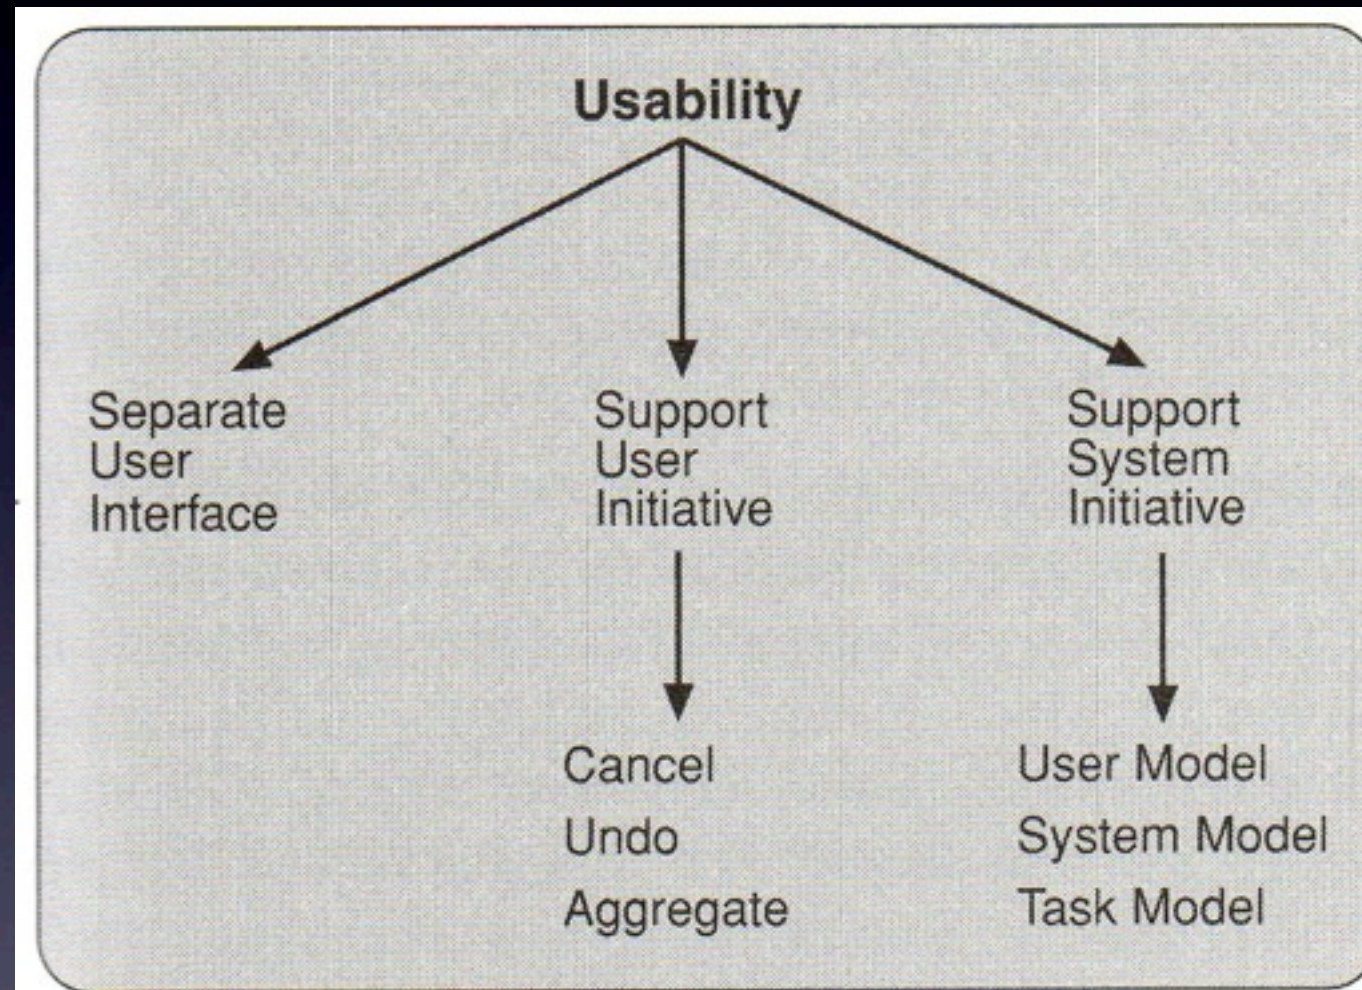 Usability
Separate
User
Interface
Support
User
Initiative
Support
System
Initiative
Cancel
Undo
Aggregate
User Model
System Model
Task Model